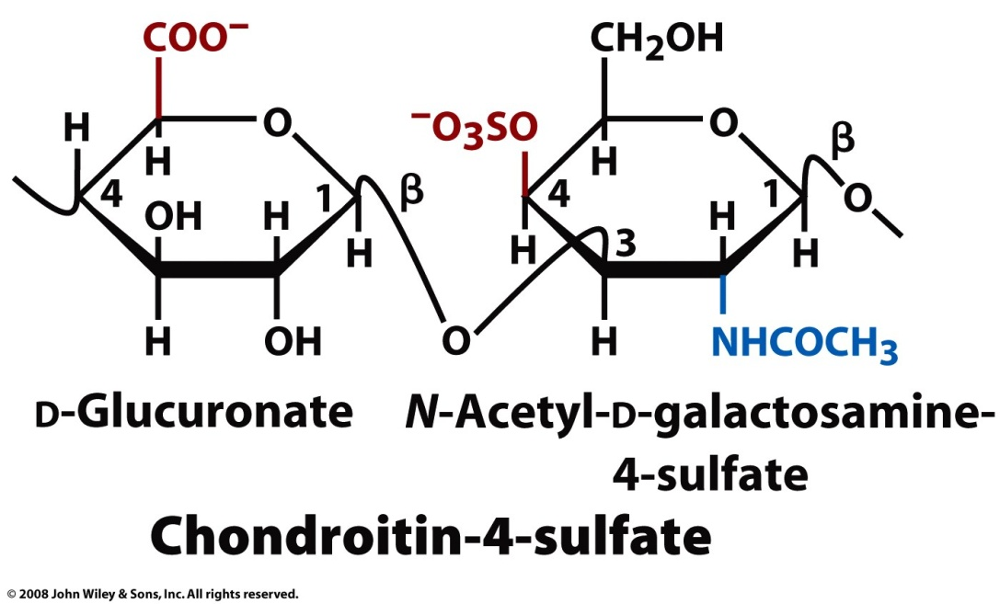 COO⁻ CH₂OH
H O ⁻O₃SO O β
H H
4 OH H 1 β 4 H 1 O
H H 3 H
H OH O H NHCOCH₃
D-Glucuronate N-Acetyl-D-galactosamine-
4-sulfate
Chondroitin-4-sulfate
© 2008 John Wiley & Sons, Inc. All rights reserved.